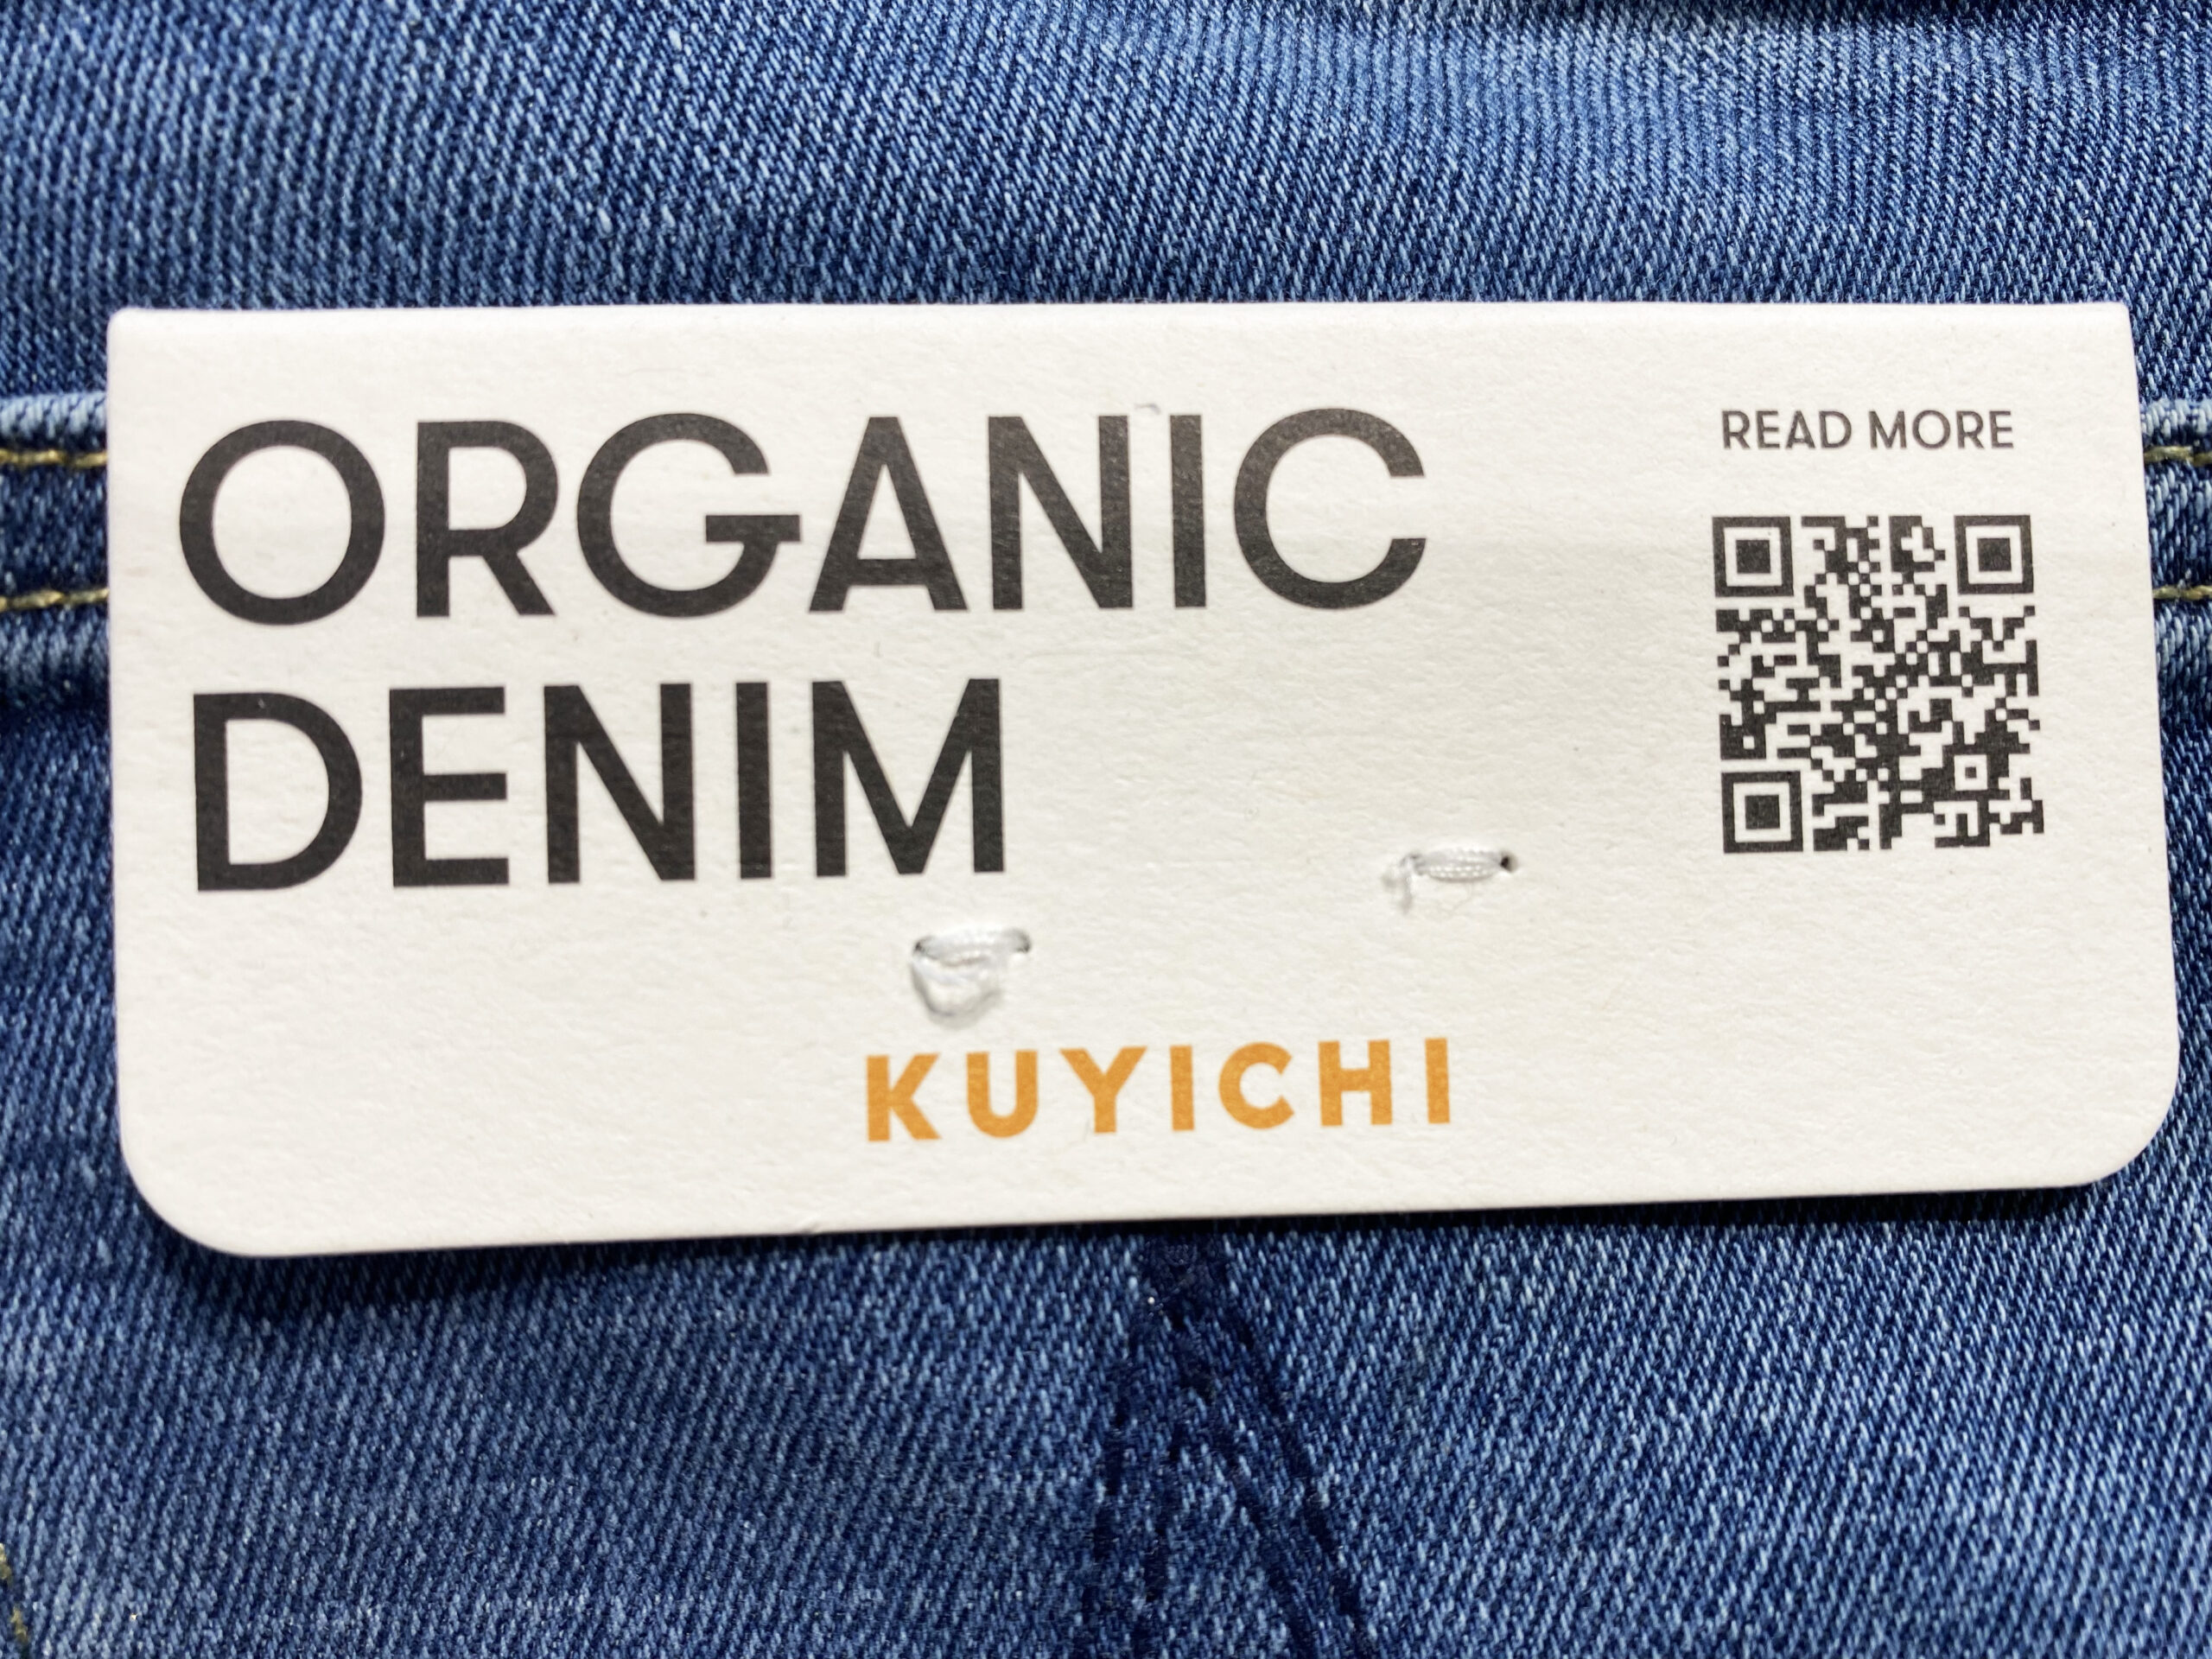 ORGANIC
DENIM
READ MORE
KUYICHI